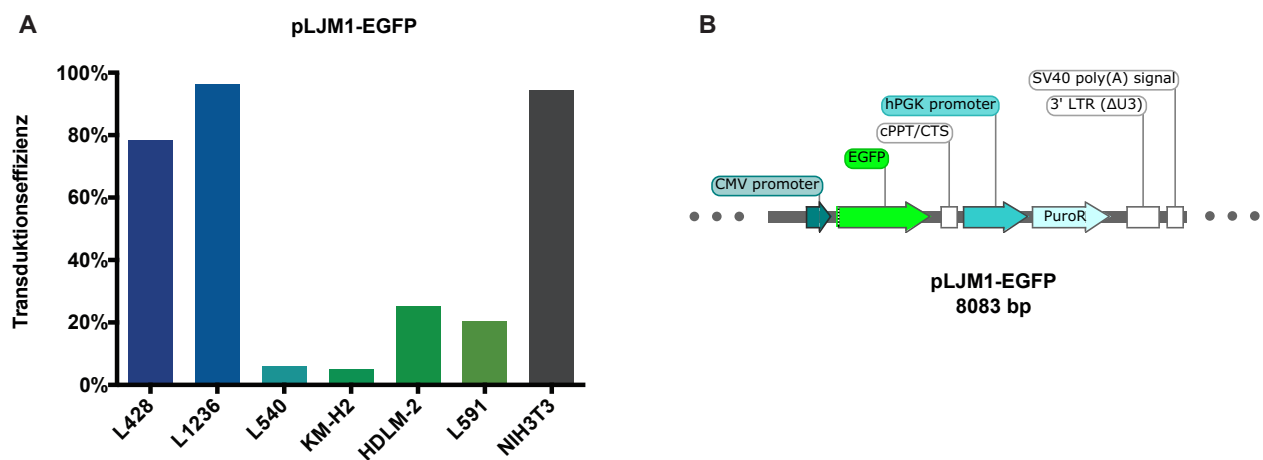 A
pLJM1-EGFP
Transduktionseffizienz
100%
80%
60%
40%
20%
0%
L428
L1236
L540
KM-H2
HDLM-2
L591
NIH3T3
B
SV40 poly(A) signal
hPGK promoter
3' LTR (ΔU3)
cPPT/CTS
EGFP
CMV promoter
PuroR
pLJM1-EGFP
8083 bp